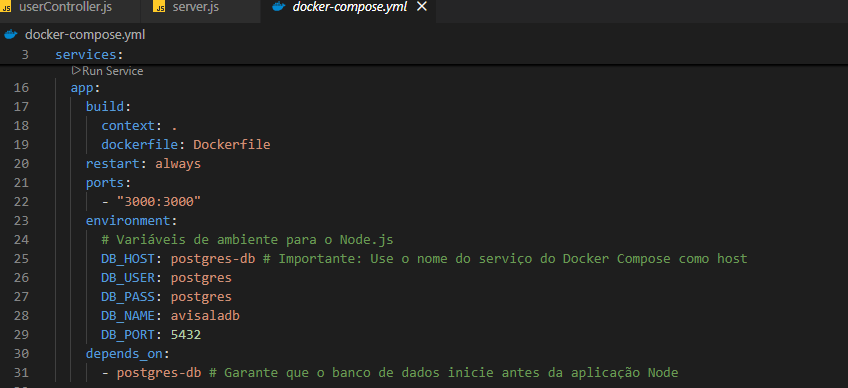 JS userController.js JS server.js docker-compose.yml ×
docker-compose.yml
3 services:
▷Run Service
16 app:
17 build:
18 context: .
19 dockerfile: Dockerfile
20 restart: always
21 ports:
22 - "3000:3000"
23 environment:
24 # Variáveis de ambiente para o Node.js
25 DB_HOST: postgres-db # Importante: Use o nome do serviço do Docker Compose como host
26 DB_USER: postgres
27 DB_PASS: postgres
28 DB_NAME: avisaladb
29 DB_PORT: 5432
30 depends_on:
31 - postgres-db # Garante que o banco de dados inicie antes da aplicação Node